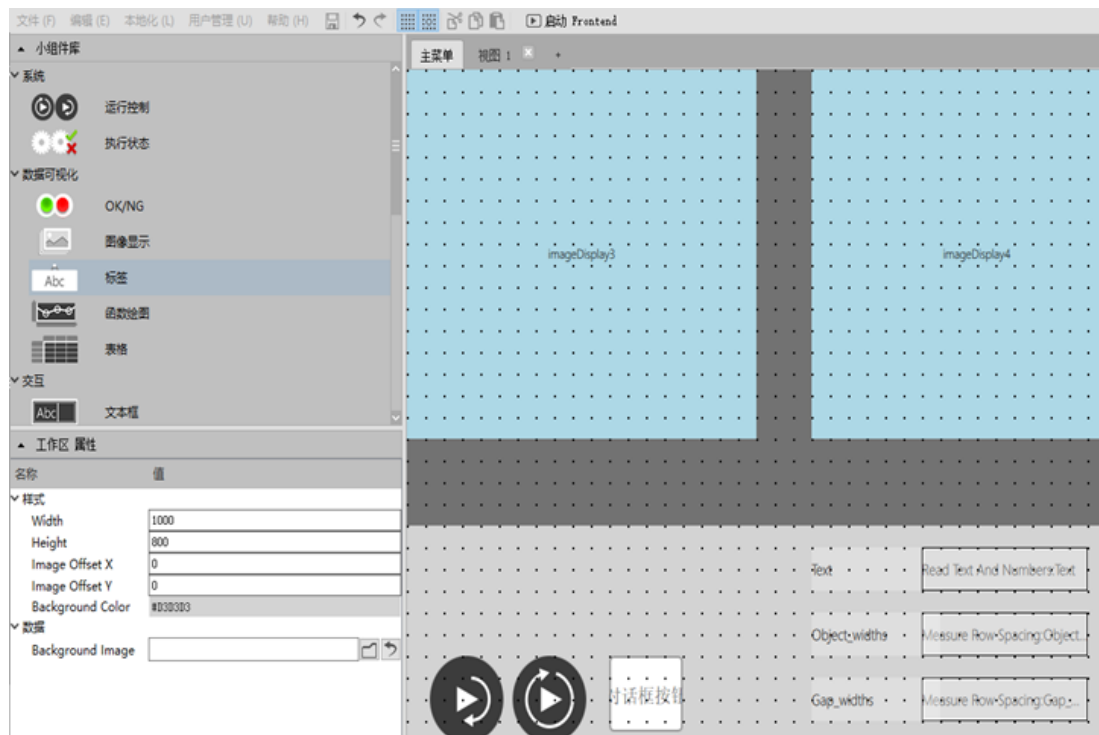 文件(F) 编辑(E) 本地化(L) 用户管理(U) 帮助(H) 启动 Frontend
小组件库
系统
运行控制
执行状态
数据可视化
OK/NG
图像显示
Abc 标签
函数绘图
表格
交互
Abc 文本框
工作区 属性
名称 值
样式
Width 1000
Height 800
Image Offset X 0
Image Offset Y 0
Background Color #D3D3D3
数据
Background Image
主菜单 视图 1 +
imageDisplay3 imageDisplay4
Text Read Text And Numbers.Text
Object_widths Measure Row-Spacing:Object...
对话框按钮
Gap_widths Measure Row-Spacing:Gap_...